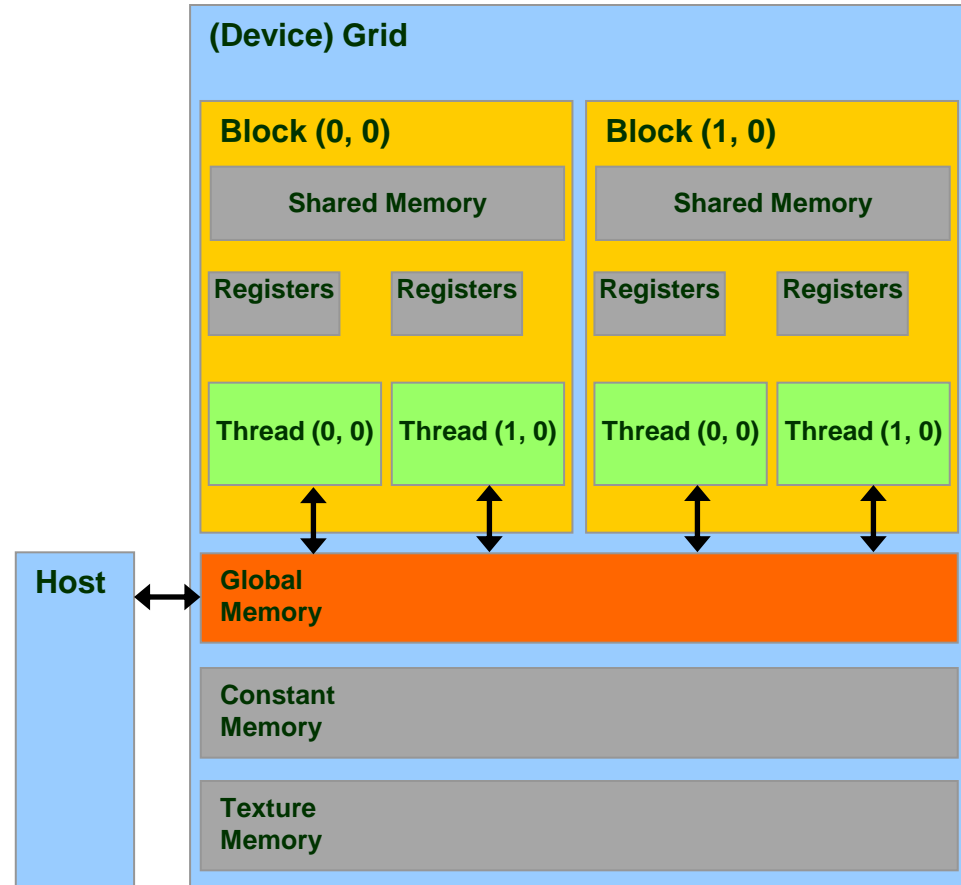 (Device) Grid
Block (0, 0)
Shared Memory
Registers
Registers
Thread (0, 0)
Thread (1, 0)
Block (1, 0)
Shared Memory
Registers
Registers
Thread (0, 0)
Thread (1, 0)
Host
Global
Memory
Constant
Memory
Texture
Memory